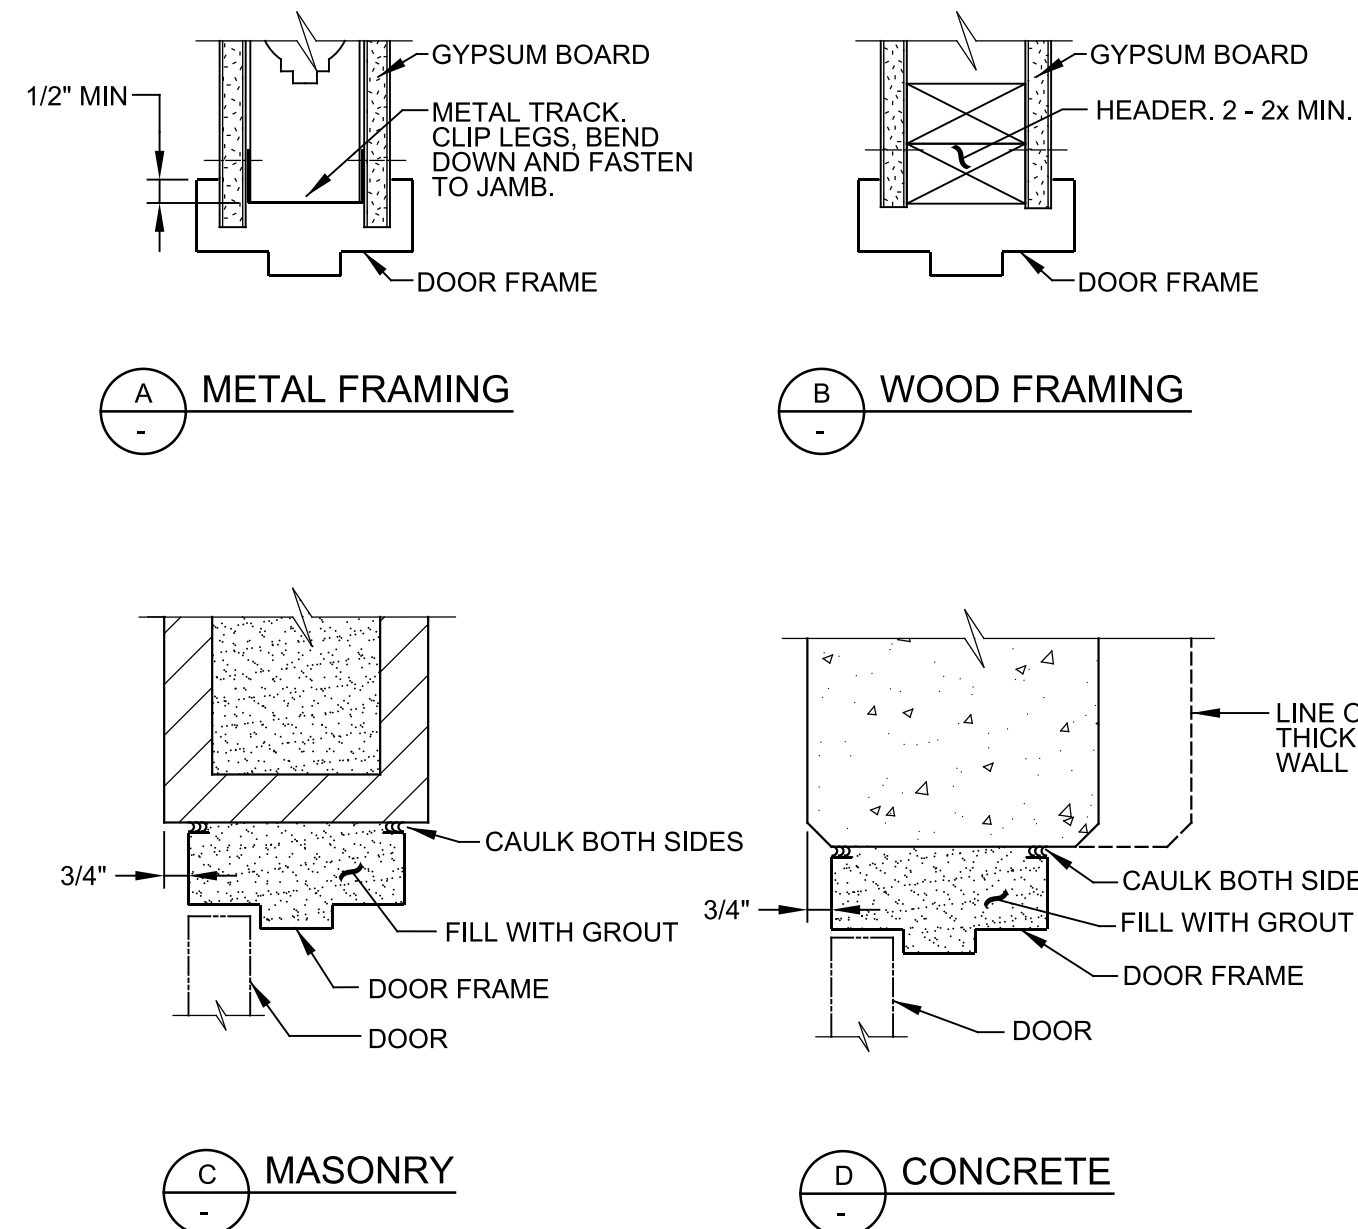 GYPSUM BOARD
1/2" MIN
METAL TRACK.
CLIP LEGS, BEND
DOWN AND FASTEN
TO JAMB.
DOOR FRAME
A
-
METAL FRAMING
GYPSUM BOARD
HEADER. 2 - 2x MIN.
DOOR FRAME
B
-
WOOD FRAMING
CAULK BOTH SIDES
3/4"
FILL WITH GROUT
DOOR FRAME
DOOR
C
-
MASONRY
LINE
THICK
WALL
CAULK BOTH
3/4"
FILL WITH GROUT
DOOR FRAME
DOOR
D
-
CONCRETE